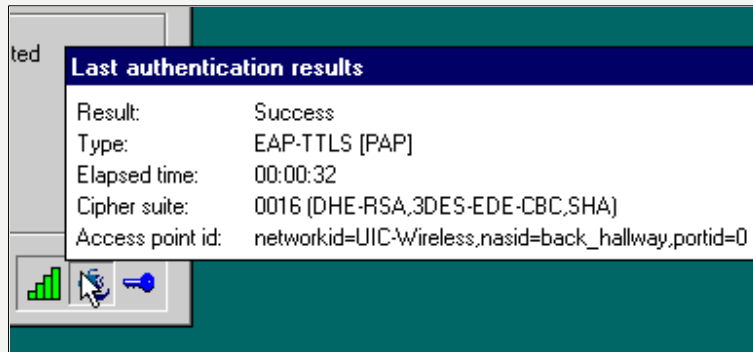 ted
Last authentication results
Result: Success
Type: EAP-TTLS [PAP]
Elapsed time: 00:00:32
Cipher suite: 0016 (DHE-RSA,3DES-EDE-CBC,SHA)
Access point id: networkid=UIC-Wireless,nasid=back_hallway,portid=0